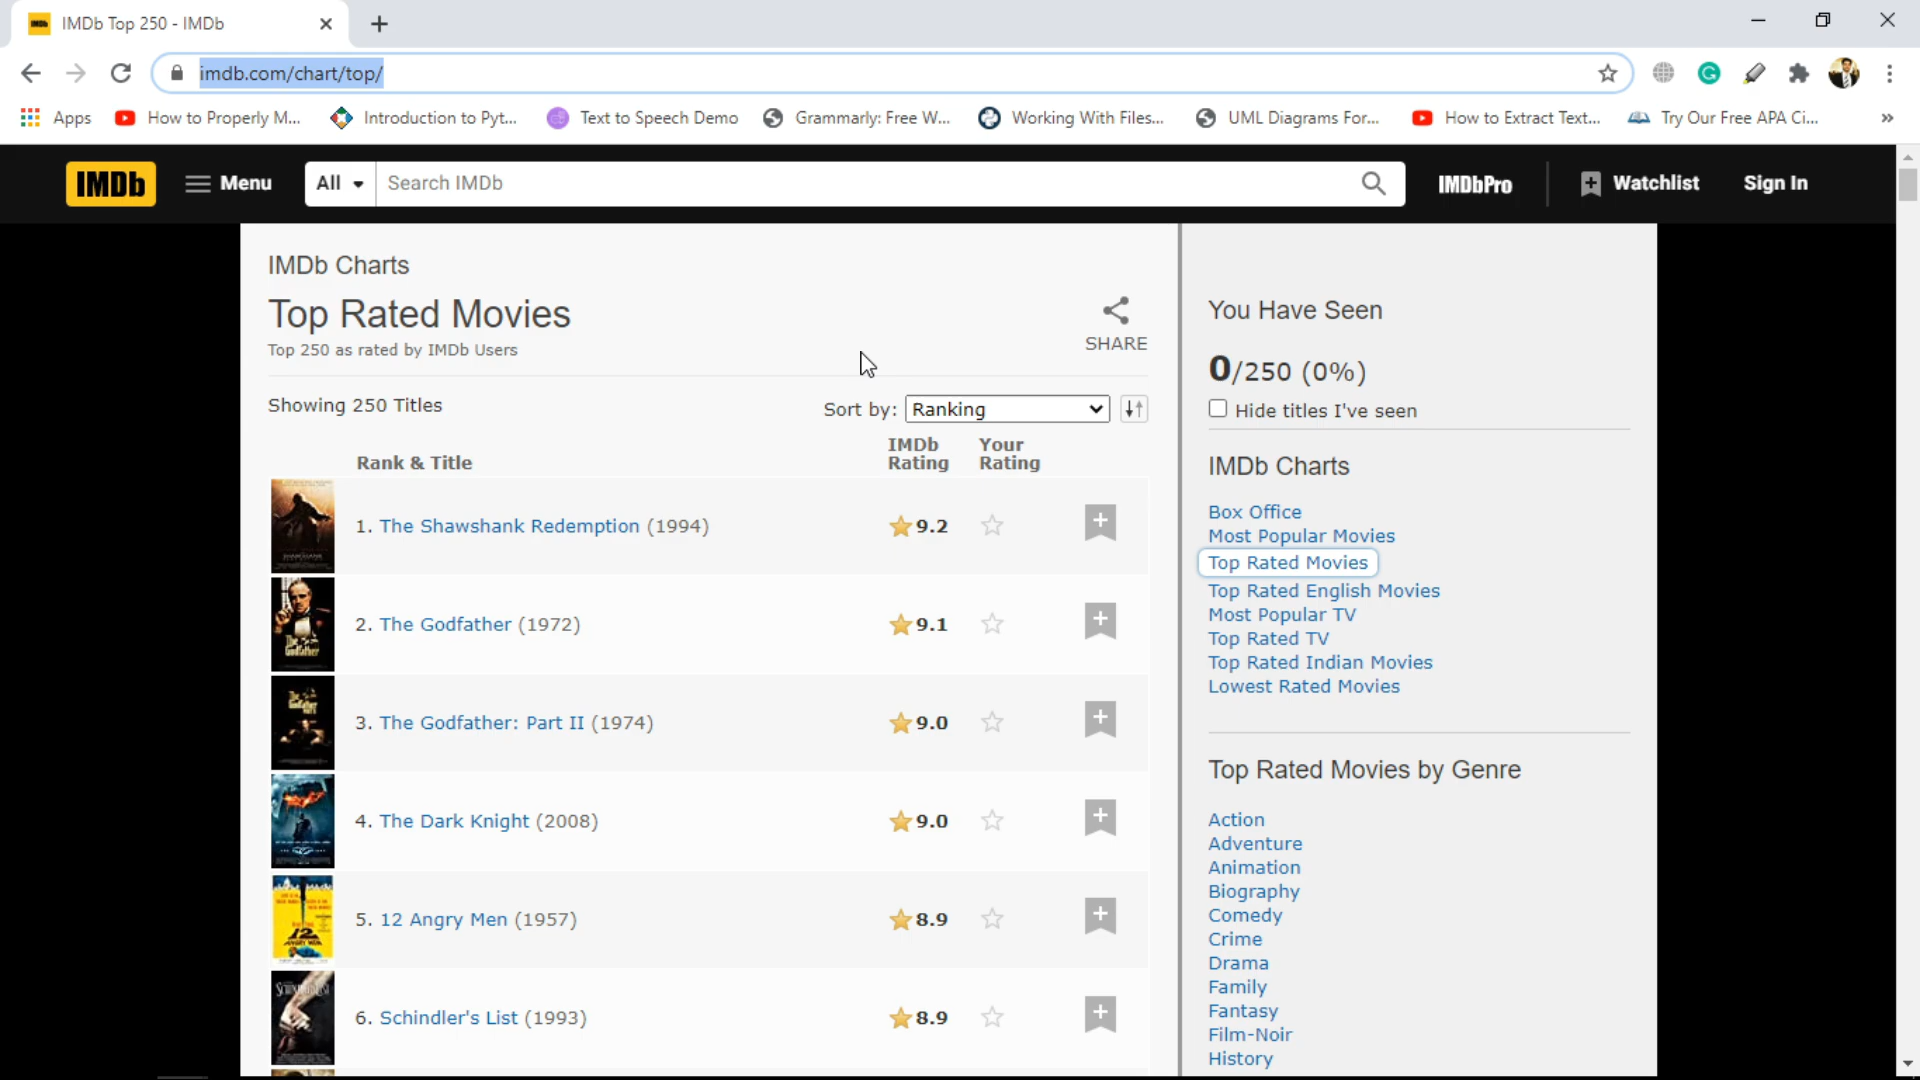 IMDb Top 250 - IMDb
imdb.com/chart/top/
Apps
How to Properly M...
Introduction to Pyt...
Text to Speech Demo
Grammarly: Free W...
Working With Files...
UML Diagrams For...
How to Extract Text...
Try Our Free APA Ci...
IMDb
Menu
All
Search IMDb
IMDbPro
Watchlist
Sign In
IMDb Charts
Top Rated Movies
Top 250 as rated by IMDb Users
SHARE
Showing 250 Titles
Sort by: Ranking
Rank & Title
IMDb
Rating
Your
Rating
1. The Shawshank Redemption (1994) 9.2
2. The Godfather (1972) 9.1
3. The Godfather: Part II (1974) 9.0
4. The Dark Knight (2008) 9.0
5. 12 Angry Men (1957) 8.9
6. Schindler's List (1993) 8.9
You Have Seen
0/250 (0%)
Hide titles I've seen
IMDb Charts
Box Office
Most Popular Movies
Top Rated Movies
Top Rated English Movies
Most Popular TV
Top Rated TV
Top Rated Indian Movies
Lowest Rated Movies
Top Rated Movies by Genre
Action
Adventure
Animation
Biography
Comedy
Crime
Drama
Family
Fantasy
Film-Noir
History